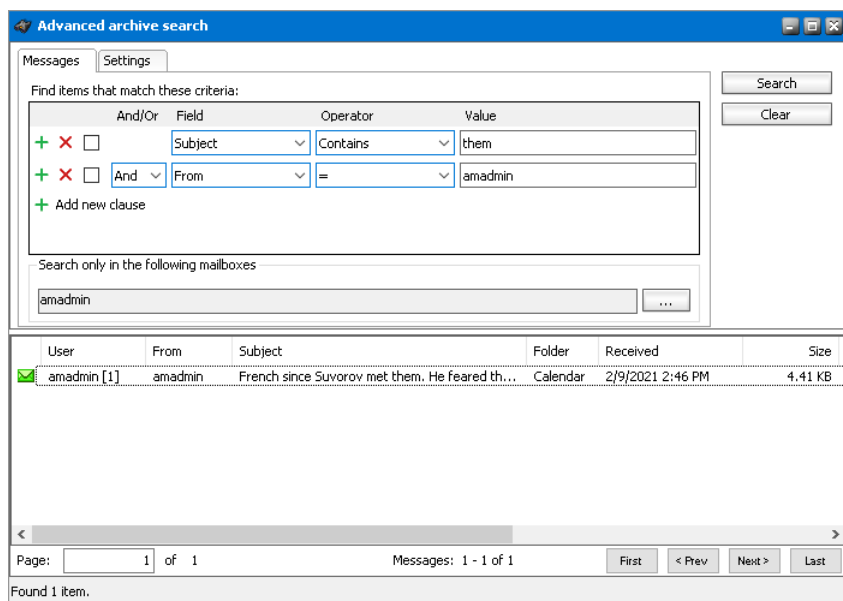 Advanced archive search
Messages Settings
Find items that match these criteria:
And/Or Field Operator Value
Subject Contains them
And From = amadmin
Add new clause
Search only in the following mailboxes
amadmin ...
Search
Clear
User From Subject Folder Received Size
amadmin [1] amadmin French since Suvorov met them. He feared th... Calendar 2/9/2021 2:46 PM 4.41 KB
Page: 1 of 1 Messages: 1 - 1 of 1 First < Prev Next > Last
Found 1 item.